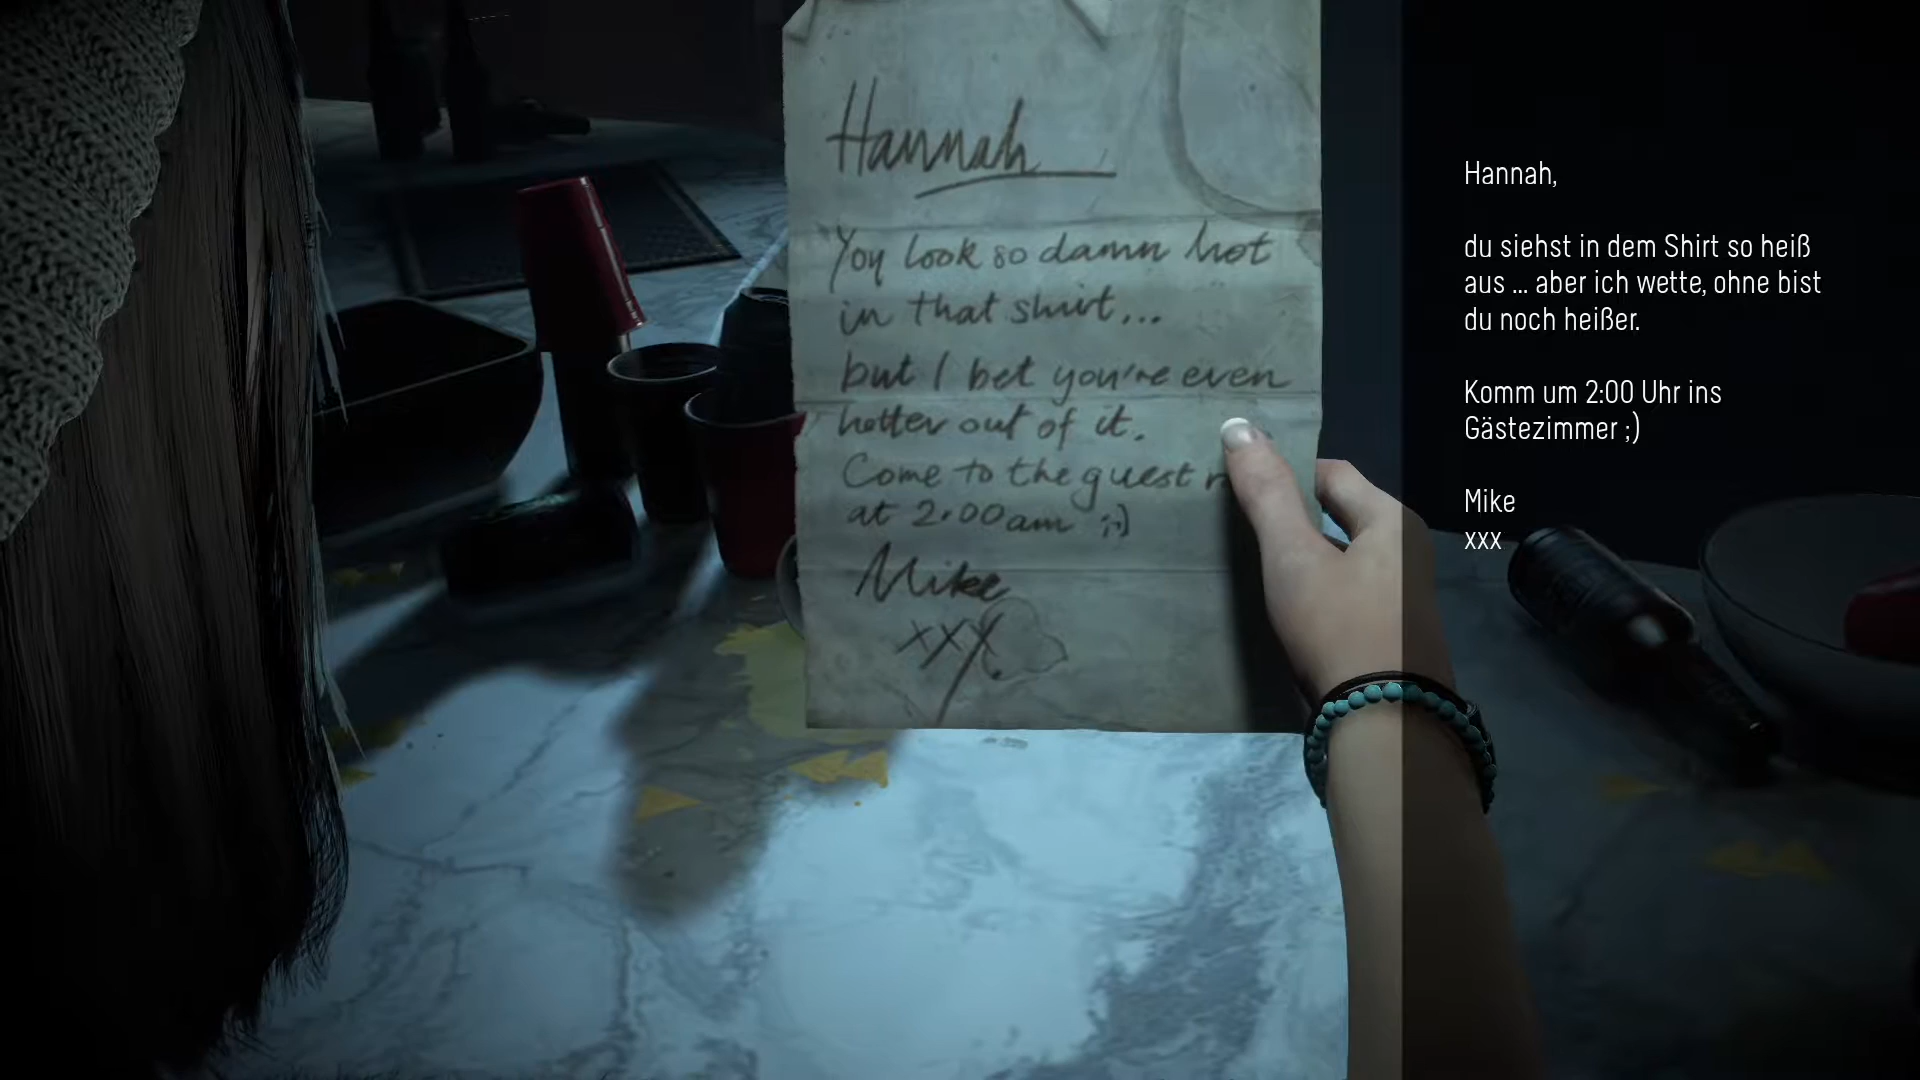 Hannah
You look so damn hot
in that shirt...
but I bet you're even
hotter out of it.
Come to the guest
at 2:00am ;)
Mike
xxx
Hannah,
du siehst in dem Shirt so heiß
aus ... aber ich wette, ohne bist
du noch heißer.
Komm um 2:00 Uhr ins
Gästezimmer ;)
Mike
xxx